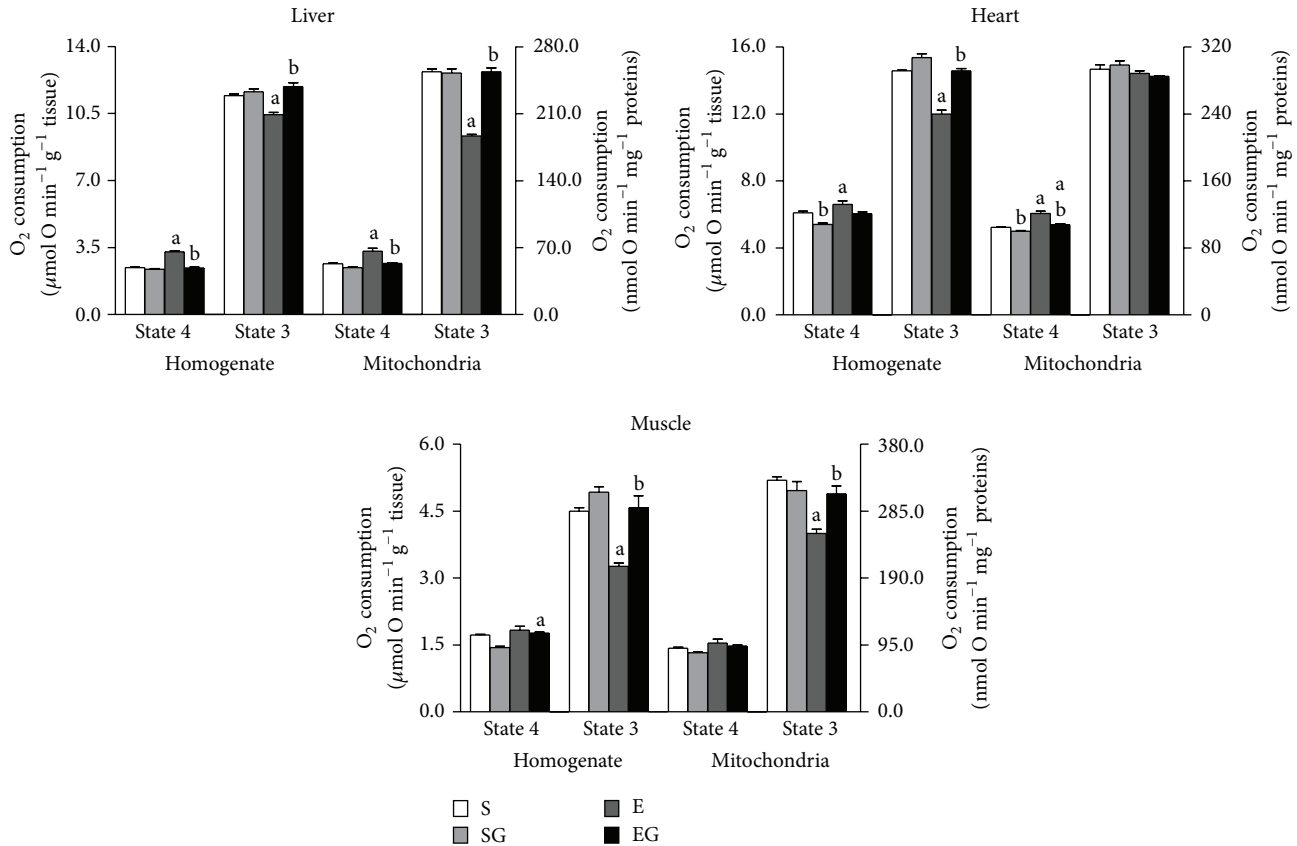 Liver
O₂ consumption
(μmol O min⁻¹ g⁻¹ tissue)
14.0
10.5
7.0
3.5
0.0
a
b
a
b
a
b
a
b
280.0
210.0
140.0
70.0
0.0
O₂ consumption
(nmol O min⁻¹ mg⁻¹ proteins)
State 4
State 3
State 4
State 3
Homogenate
Mitochondria
Heart
O₂ consumption
(μmol O min⁻¹ g⁻¹ tissue)
16.0
12.0
8.0
4.0
0.0
b
a
a
b
b
a
a
b
320
240
160
80
0
O₂ consumption
(nmol O min⁻¹ mg⁻¹ proteins)
State 4
State 3
State 4
State 3
Homogenate
Mitochondria
Muscle
O₂ consumption
(μmol O min⁻¹ g⁻¹ tissue)
6.0
4.5
3.0
1.5
0.0
a
a
b
a
b
380.0
285.0
190.0
95.0
0.0
O₂ consumption
(nmol O min⁻¹ mg⁻¹ proteins)
State 4
State 3
State 4
State 3
Homogenate
Mitochondria
S
SG
E
EG